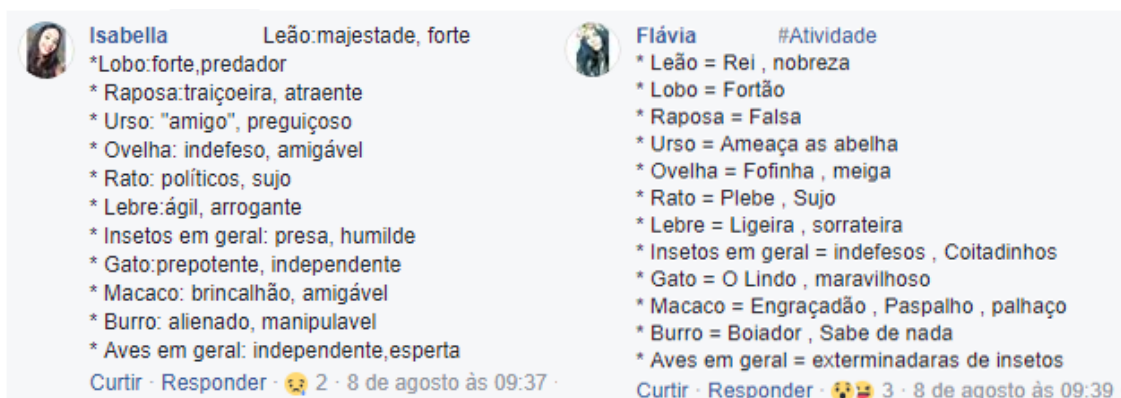 Isabella Leão:majestade, forte
*Lobo:forte,predador
* Raposa:traiçoeira, atraente
* Urso: "amigo", preguiçoso
* Ovelha: indefeso, amigável
* Rato: políticos, sujo
* Lebre:ágil, arrogante
* Insetos em geral: presa, humilde
* Gato:prepotente, independente
* Macaco: brincalhão, amigável
* Burro: alienado, manipulavel
* Aves em geral: independente,esperta
Curtir · Responder · 😢 2 · 8 de agosto às 09:37 ·
Flávia #Atividade
* Leão = Rei , nobreza
* Lobo = Fortão
* Raposa = Falsa
* Urso = Ameaça as abelha
* Ovelha = Fofinha , meiga
* Rato = Plebe , Sujo
* Lebre = Ligeira , sorrateira
* Insetos em geral = indefesos , Coitadinhos
* Gato = O Lindo , maravilhoso
* Macaco = Engraçadão , Paspalho , palhaço
* Burro = Boiador , Sabe de nada
* Aves em geral = exterminadaras de insetos
Curtir · Responder · 😲😆 3 · 8 de agosto às 09:39